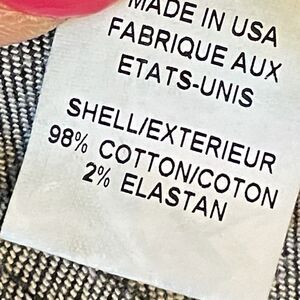 MADE IN USA
FABRIQUE AUX
ETATS-UNIS
SHELL/EXTERIEUR
98% COTTON/COTON
2% ELASTAN